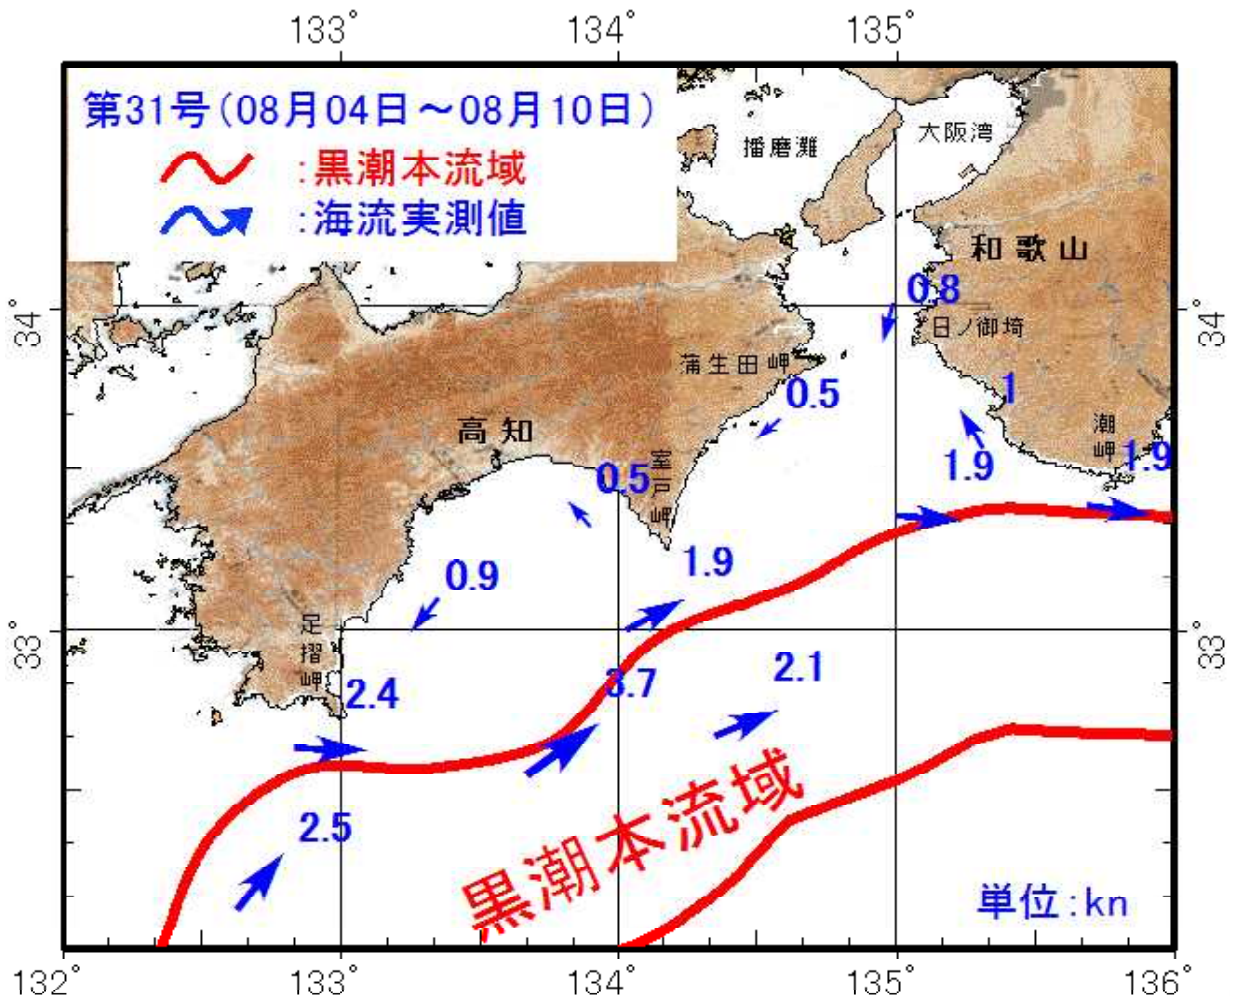 133° 134° 135°
第31号(08月04日～08月10日)
:黒潮本流域
:海流実測値
播磨灘
大阪湾
和歌山
0.8
34° 34°
日ノ御埼
蒲生田岬
0.5
1
高知
潮岬
室戸岬
0.5
1.9
1.9
1.9
0.9
33° 33°
足摺岬
2.4
3.7
2.1
2.5
黒潮本流域
単位:kn
132° 133° 134° 135° 136°